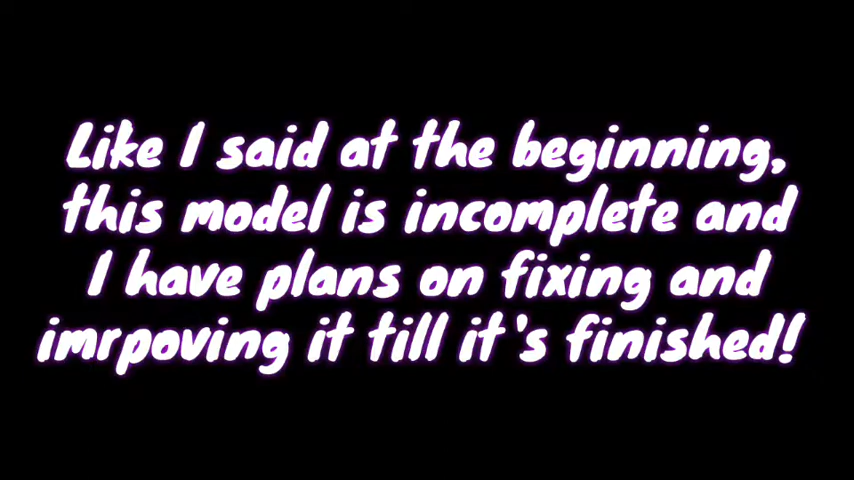 Like I said at the beginning,
this model is incomplete and
I have plans on fixing and
imrpoving it till it's finished!